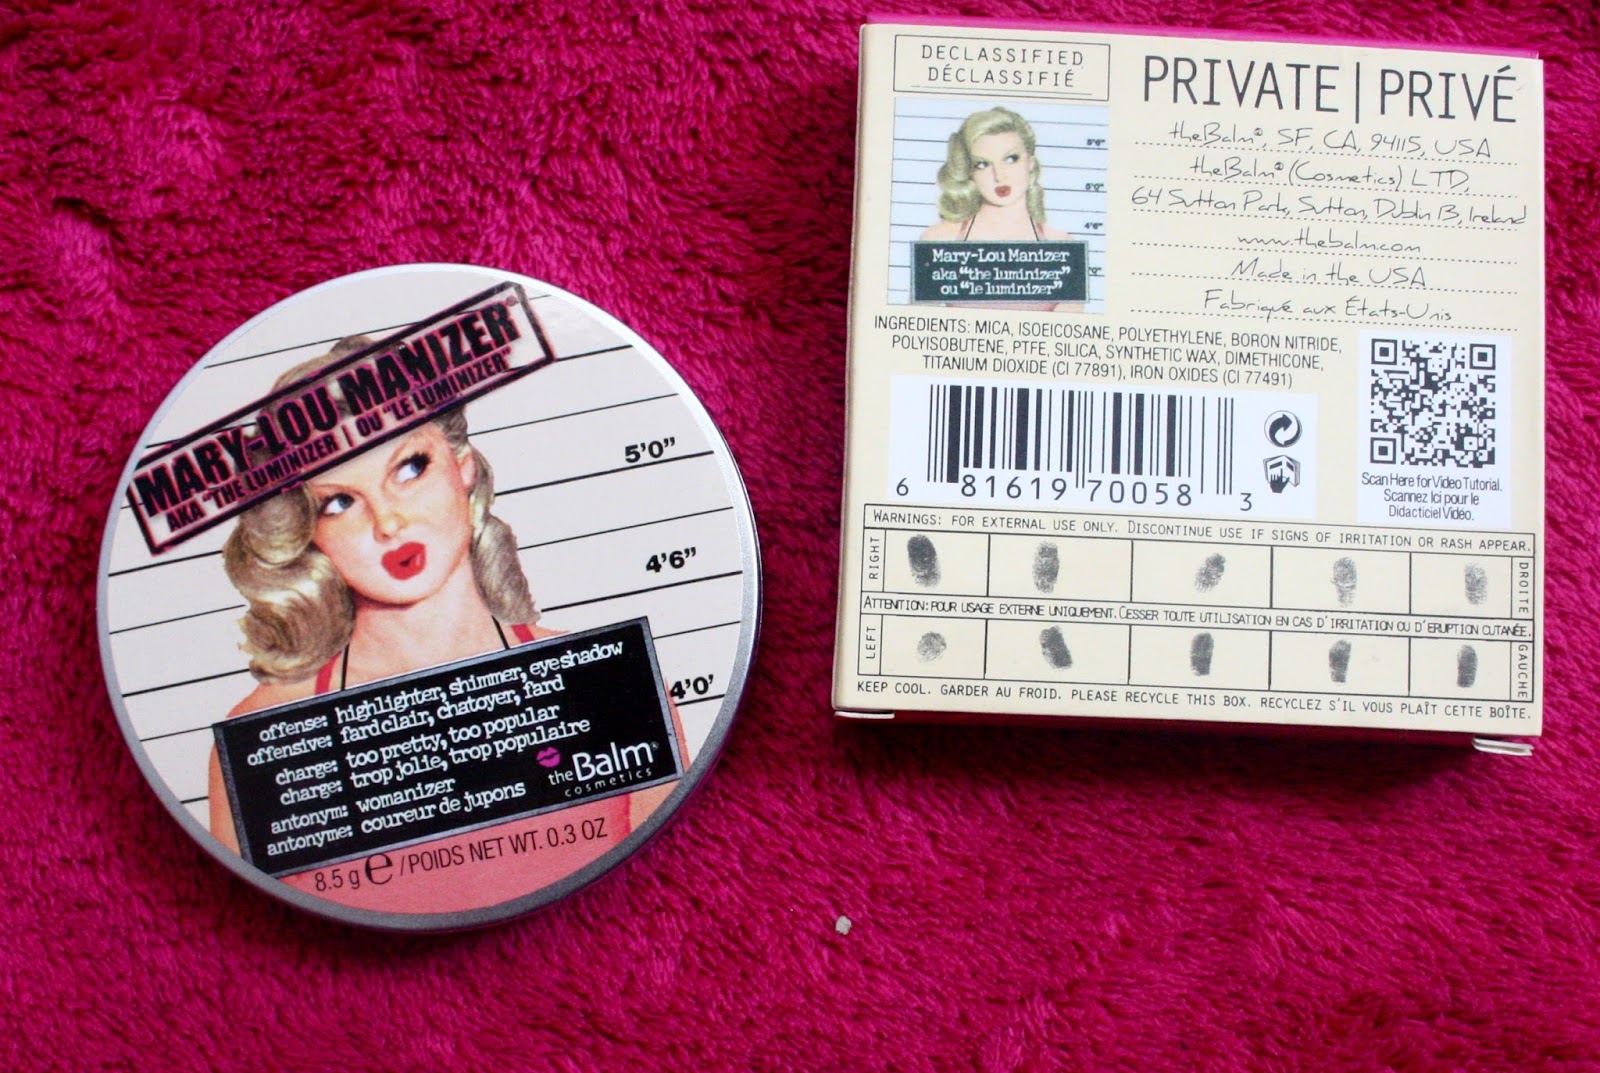 MARY-LOU MANIZER®
AKA "THE LUMINIZER | OU "LE LUMINIZER"
5'0"
4'6"
4'0'
offense: highlighter, shimmer, eyeshadow
offensive: fard clair, chatoyer, fard
charge: too pretty, too popular
charge: trop jolie, trop populaire
antonym: womanizer
antonyme: coureur de jupons
theBalm®
cosmetics
8.5 g e /POIDS NET WT. 0.3 OZ
DECLASSIFIED
DÉCLASSIFIÉ
5'6"
5'0"
4'6"
Mary-Lou Manizer
aka "the luminizer"
ou "le luminizer"
PRIVATE | PRIVÉ
theBalm®, SF, CA, 94115, USA
theBalm® (Cosmetics) LTD,
64 Sutton Park, Sutton, Dublin 13, Ireland
www.thebalm.com
Made in the USA
Fabriqué aux États-Unis
INGREDIENTS: MICA, ISOEICOSANE, POLYETHYLENE, BORON NITRIDE,
POLYISOBUTENE, PTFE, SILICA, SYNTHETIC WAX, DIMETHICONE,
TITANIUM DIOXIDE (CI 77891), IRON OXIDES (CI 77491)
6 81619 70058 3
Scan Here for Video Tutorial.
Scannez Ici pour le
Didacticiel Vidéo.
WARNINGS: FOR EXTERNAL USE ONLY. DISCONTINUE USE IF SIGNS OF IRRITATION OR RASH APPEAR.
RIGHT
DROITE
ATTENTION: POUR USAGE EXTERNE UNIQUEMENT. CESSER TOUTE UTILISATION EN CAS D'IRRITATION OU D'ERUPTION CUTANÉE.
LEFT
GAUCHE
KEEP COOL. GARDER AU FROID. PLEASE RECYCLE THIS BOX. RECYCLEZ S'IL VOUS PLAÎT CETTE BOÎTE.